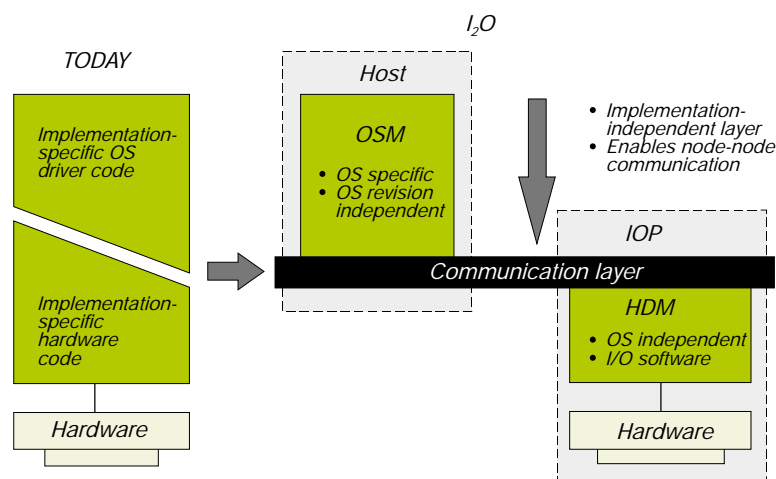 I₂O
TODAY
Implementation-
specific OS
driver code
Implementation-
specific
hardware
code
Hardware
Host
OSM
• OS specific
• OS revision
independent
• Implementation-
independent layer
• Enables node-node
communication
IOP
Communication layer
HDM
• OS independent
• I/O software
Hardware